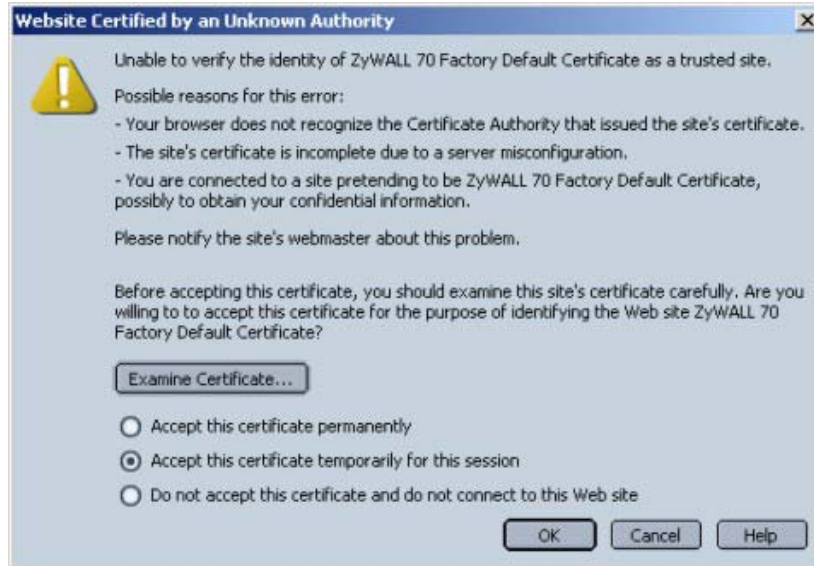 Website Certified by an Unknown Authority
Unable to verify the identity of ZyWALL 70 Factory Default Certificate as a trusted site.
Possible reasons for this error:
- Your browser does not recognize the Certificate Authority that issued the site's certificate.
- The site's certificate is incomplete due to a server misconfiguration.
- You are connected to a site pretending to be ZyWALL 70 Factory Default Certificate,
possibly to obtain your confidential information.
Please notify the site's webmaster about this problem.
Before accepting this certificate, you should examine this site's certificate carefully. Are you
willing to to accept this certificate for the purpose of identifying the Web site ZyWALL 70
Factory Default Certificate?
Examine Certificate...
Accept this certificate permanently
Accept this certificate temporarily for this session
Do not accept this certificate and do not connect to this Web site
OK Cancel Help